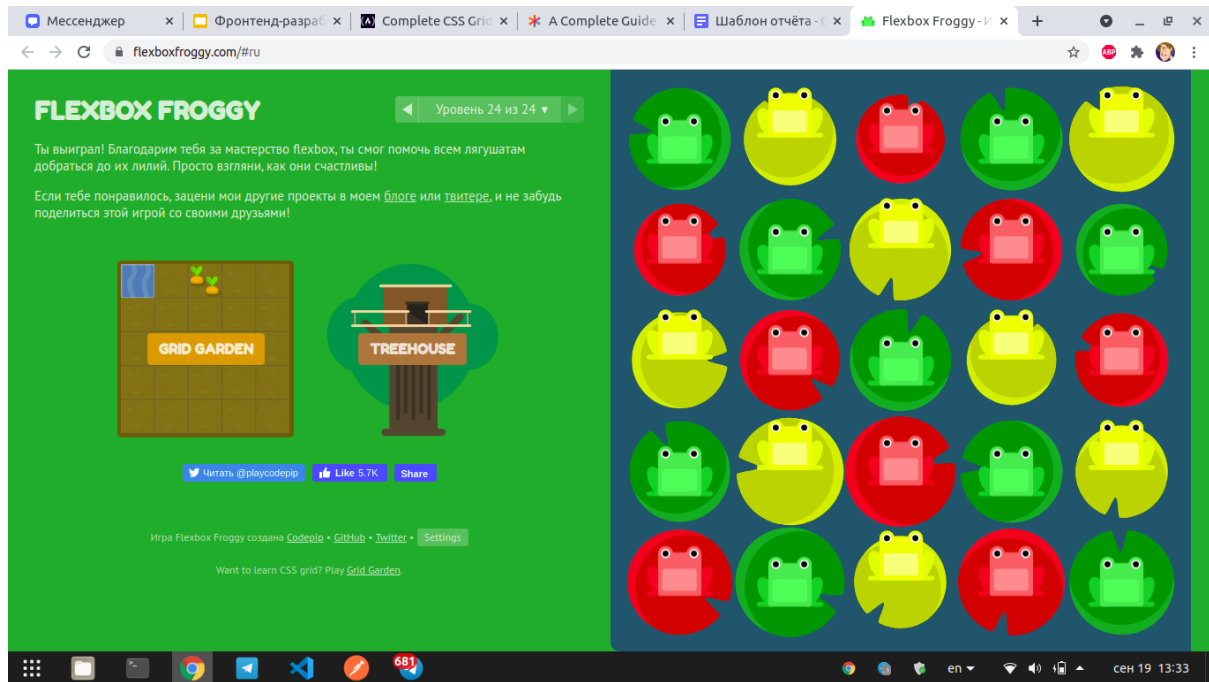 Мессенджер
Фронтенд-разраб
Complete CSS Grid
A Complete Guide
Шаблон отчёта -
Flexbox Froggy -
flexboxfroggy.com/#ru
ABP
FLEXBOX FROGGY
Уровень 24 из 24 ▼
Ты выиграл! Благодарим тебя за мастерство flexbox, ты смог помочь всем лягушатам
добраться до их лилий. Просто взгляни, как они счастливы!
Если тебе понравилось, зацени мои другие проекты в моем блоге или твитере, и не забудь
поделиться этой игрой со своими друзьями!
GRID GARDEN
TREEHOUSE
Читать @playcodepip
Like 5.7K
Share
Игра Flexbox Froggy создана Codepip • GitHub • Twitter • Settings
Want to learn CSS grid? Play Grid Garden.
681
en
сен 19 13:33